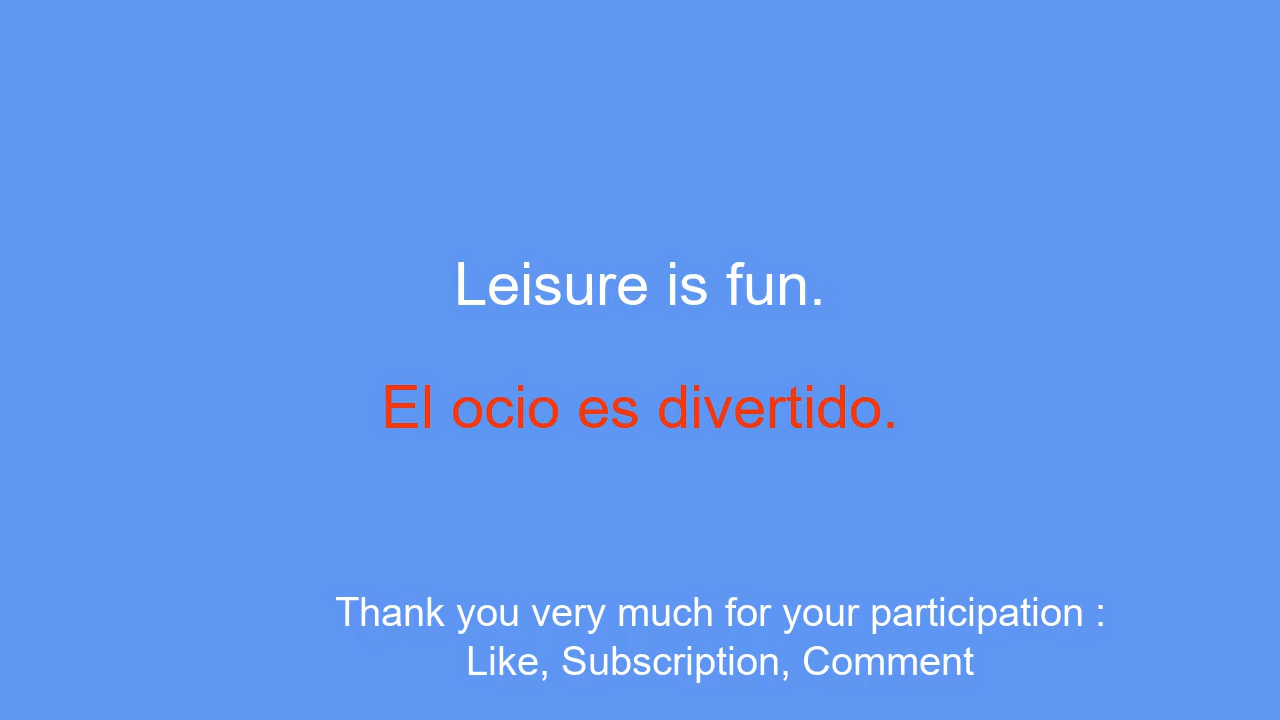 Leisure is fun.
El ocio es divertido.
Thank you very much for your participation :
Like, Subscription, Comment